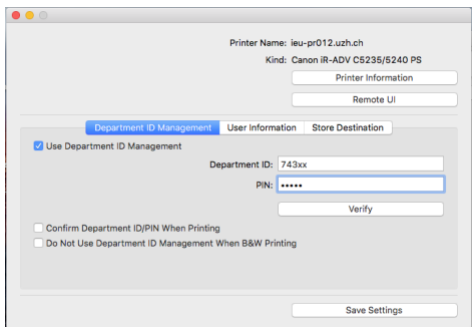 Printer Name: ieu-pr012.uzh.ch
Kind: Canon iR-ADV C5235/5240 PS
Printer Information
Remote UI
Department ID Management User Information Store Destination
Use Department ID Management
Department ID: 743xx
PIN: •••••
Verify
Confirm Department ID/PIN When Printing
Do Not Use Department ID Management When B&W Printing
Save Settings